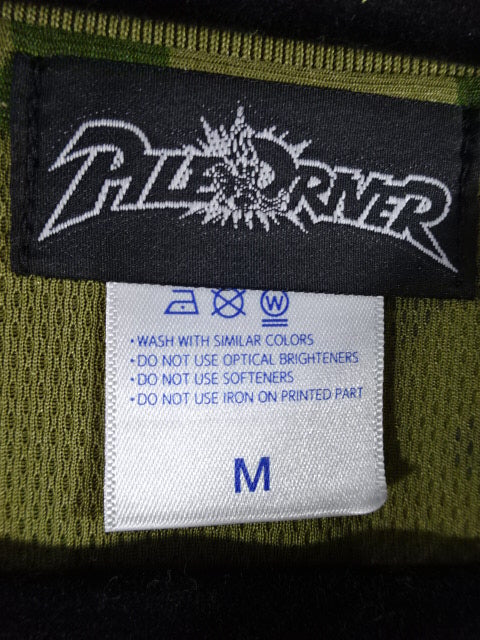 PILEDRIVER
W
• WASH WITH SIMILAR COLORS
• DO NOT USE OPTICAL BRIGHTENERS
• DO NOT USE SOFTENERS
• DO NOT USE IRON ON PRINTED PART
M